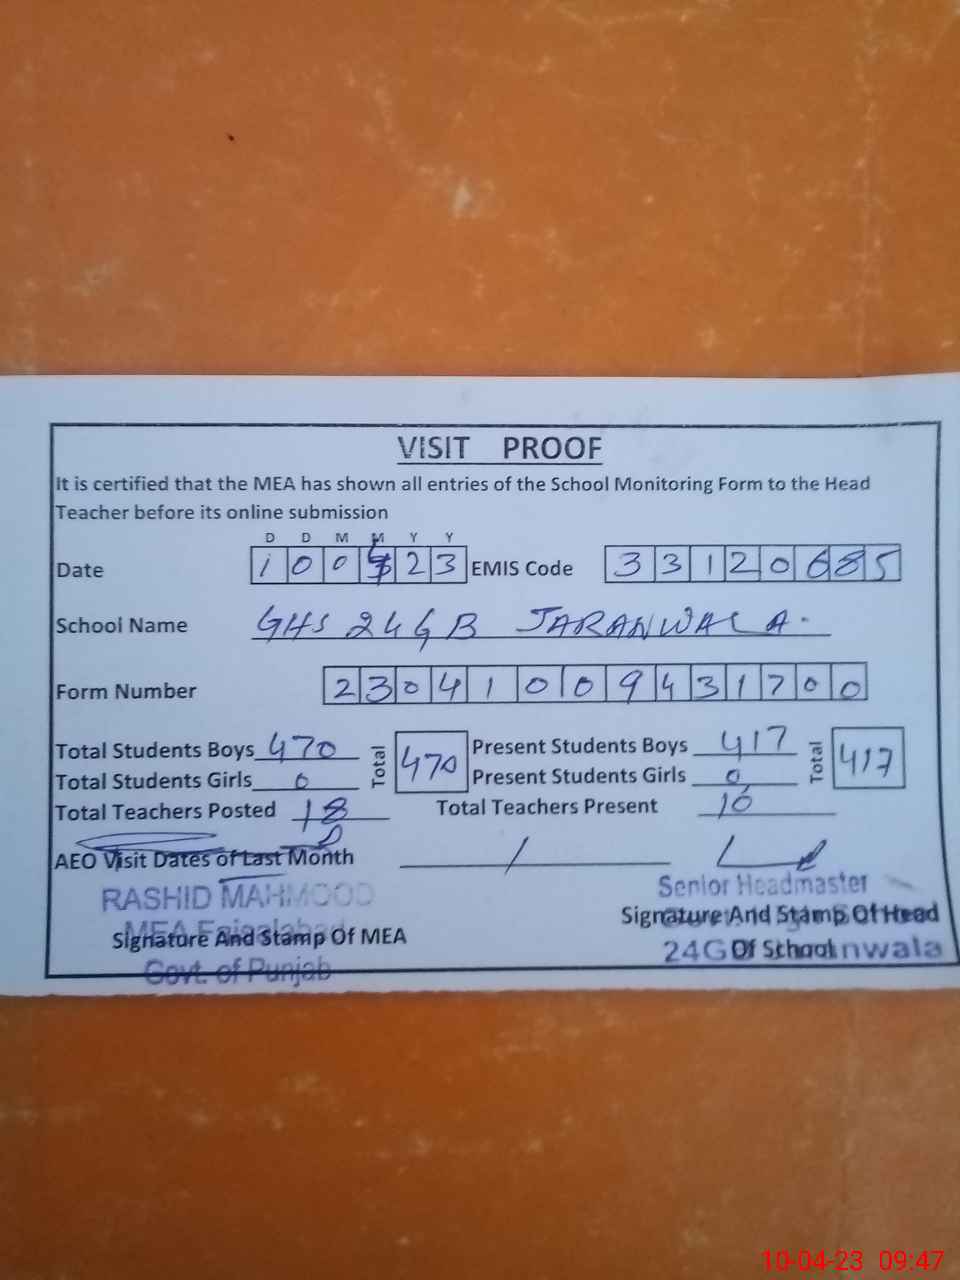 VISIT PROOF
It is certified that the MEA has shown all entries of the School Monitoring Form to the Head
Teacher before its online submission
D D M M Y Y
Date 1 0 0 4 2 3 EMIS Code 3 3 1 2 0 6 8 5
School Name GHS 24 GB JARANWALA.
Form Number 2 3 0 4 1 0 0 9 4 3 1 7 0 0
Total Students Boys 470 Total 470 Present Students Boys 417 Total 417
Total Students Girls 0 Present Students Girls 0
Total Teachers Posted 18 Total Teachers Present 16
AEO Visit Dates of Last Month /
RASHID MAHMOOD Senior Headmaster
MEA Faisalabad
Signature And Stamp Of MEA Signature And Stamp Of Head
Of School
Govt. of Punjab 24G nwala
10-04-23 09:47